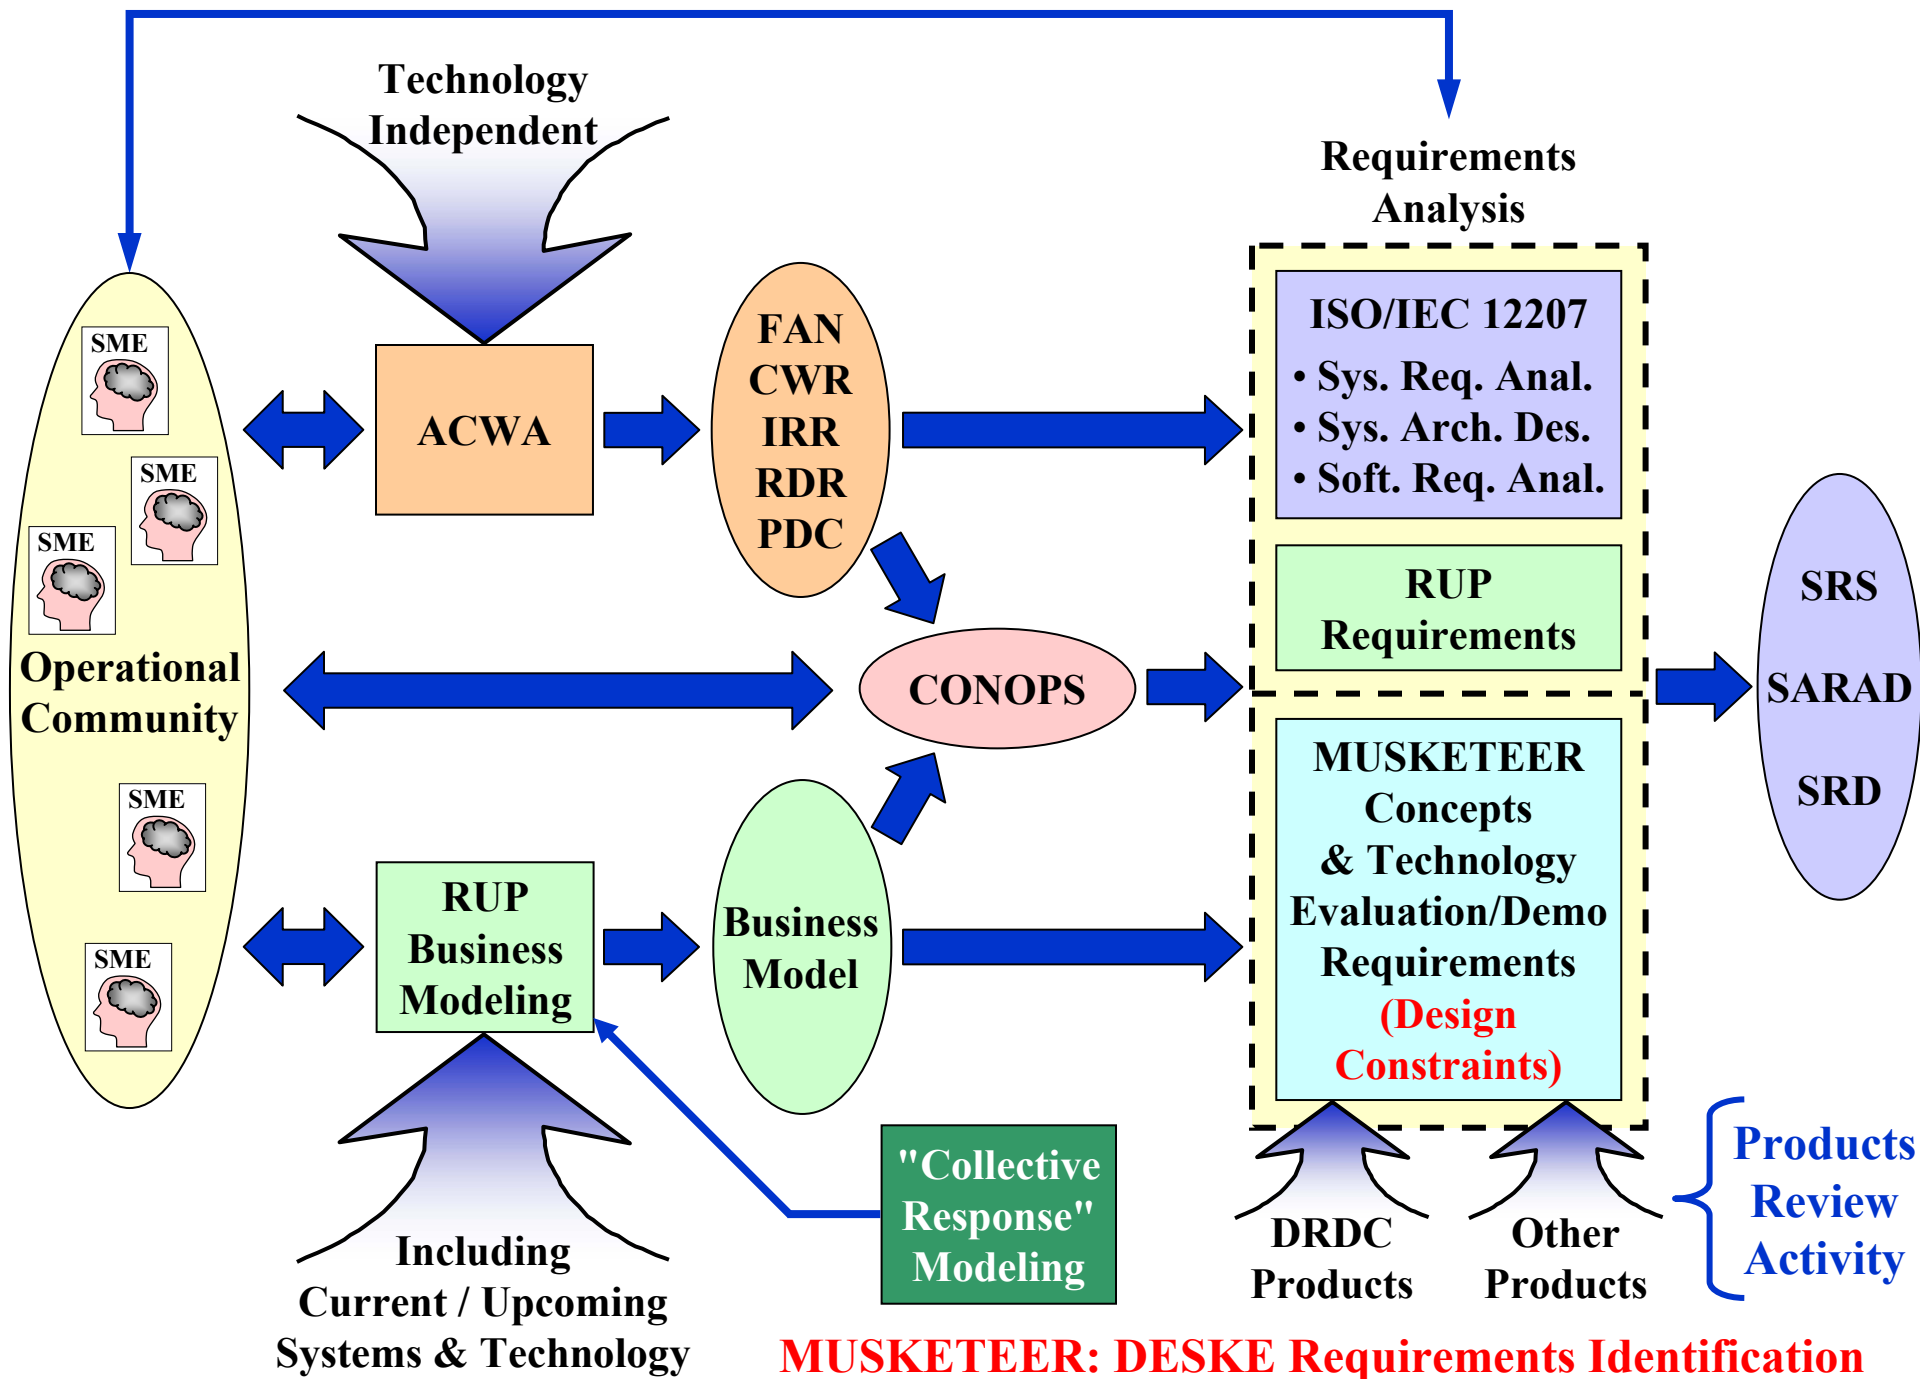 Technology
Independent
Requirements
Analysis
SME
SME
SME
Operational
Community
SME
SME
ACWA
FAN
CWR
IRR
RDR
PDC
ISO/IEC 12207
• Sys. Req. Anal.
• Sys. Arch. Des.
• Soft. Req. Anal.
RUP
Requirements
CONOPS
SRS
SARAD
SRD
RUP
Business
Modeling
Business
Model
MUSKETEER
Concepts
& Technology
Evaluation/Demo
Requirements
(Design
Constraints)
Including
Current / Upcoming
Systems & Technology
"Collective
Response"
Modeling
DRDC
Products
Other
Products
Products
Review
Activity
MUSKETEER: DESKE Requirements Identification